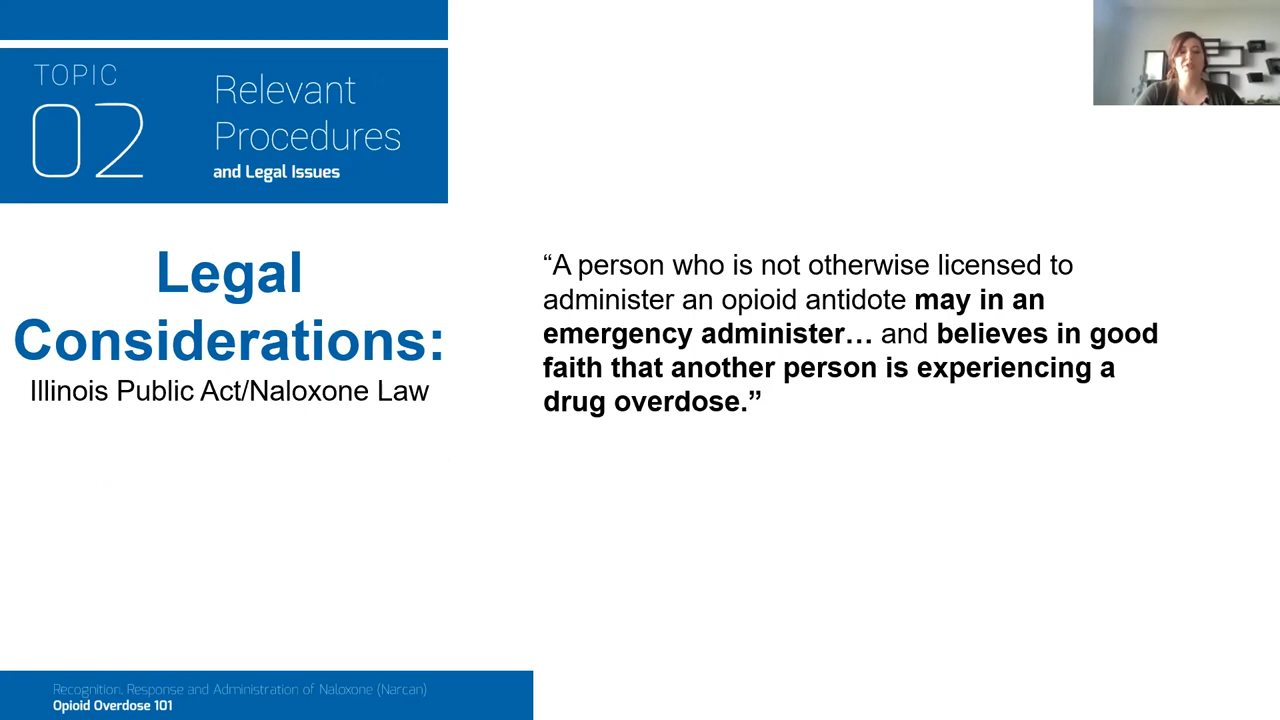 TOPIC
02
Relevant
Procedures
and Legal Issues
Legal
Considerations:
Illinois Public Act/Naloxone Law
“A person who is not otherwise licensed to
administer an opioid antidote may in an
emergency administer… and believes in good
faith that another person is experiencing a
drug overdose.”
Recognition, Response and Administration of Naloxone (Narcan)
Opioid Overdose 101